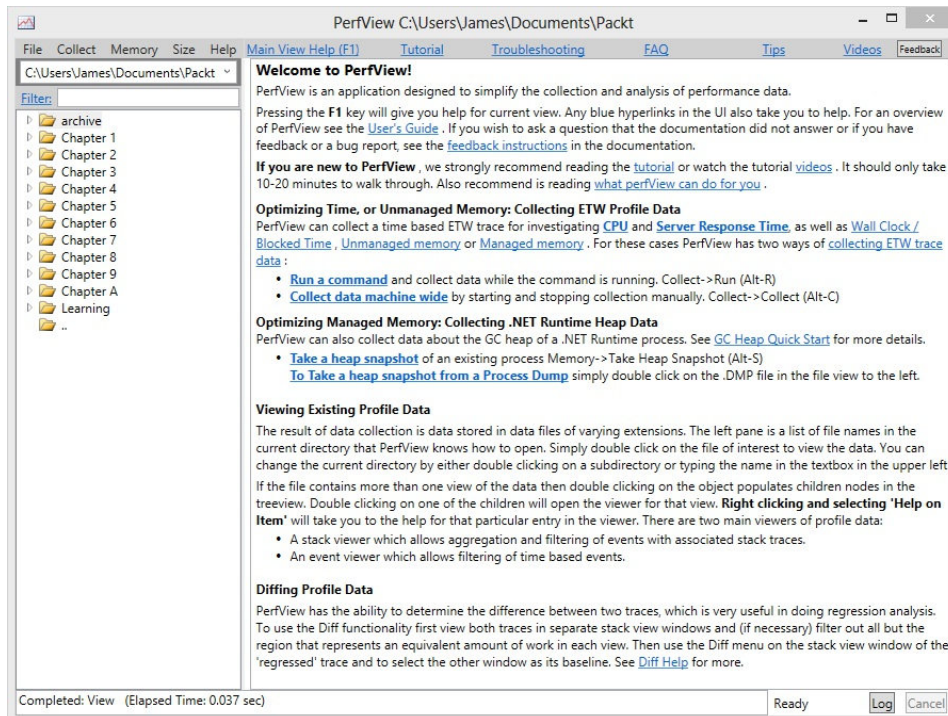 PerfView C:\Users\James\Documents\Packt
File Collect Memory Size Help Main View Help (F1) Tutorial Troubleshooting FAQ Tips Videos Feedback
C:\Users\James\Documents\Packt
Filter:
archive
Chapter 1
Chapter 2
Chapter 3
Chapter 4
Chapter 5
Chapter 6
Chapter 7
Chapter 8
Chapter 9
Chapter A
Learning
..
Welcome to PerfView!
PerfView is an application designed to simplify the collection and analysis of performance data.
Pressing the F1 key will give you help for current view. Any blue hyperlinks in the UI also take you to help. For an overview
of PerfView see the User's Guide . If you wish to ask a question that the documentation did not answer or if you have
feedback or a bug report, see the feedback instructions in the documentation.
If you are new to PerfView , we strongly recommend reading the tutorial or watch the tutorial videos . It should only take
10-20 minutes to walk through. Also recommend is reading what perfView can do for you .
Optimizing Time, or Unmanaged Memory: Collecting ETW Profile Data
PerfView can collect a time based ETW trace for investigating CPU and Server Response Time, as well as Wall Clock /
Blocked Time , Unmanaged memory or Managed memory . For these cases PerfView has two ways of collecting ETW trace
data :
• Run a command and collect data while the command is running. Collect->Run (Alt-R)
• Collect data machine wide by starting and stopping collection manually. Collect->Collect (Alt-C)
Optimizing Managed Memory: Collecting .NET Runtime Heap Data
PerfView can also collect data about the GC heap of a .NET Runtime process. See GC Heap Quick Start for more details.
• Take a heap snapshot of an existing process Memory->Take Heap Snapshot (Alt-S)
To Take a heap snapshot from a Process Dump simply double click on the .DMP file in the file view to the left.
Viewing Existing Profile Data
The result of data collection is data stored in data files of varying extensions. The left pane is a list of file names in the
current directory that PerfView knows how to open. Simply double click on the file of interest to view the data. You can
change the current directory by either double clicking on a subdirectory or typing the name in the textbox in the upper left
If the file contains more than one view of the data then double clicking on the object populates children nodes in the
treeview. Double clicking on one of the children will open the viewer for that view. Right clicking and selecting 'Help on
Item' will take you to the help for that particular entry in the viewer. There are two main viewers of profile data:
• A stack viewer which allows aggregation and filtering of events with associated stack traces.
• An event viewer which allows filtering of time based events.
Diffing Profile Data
PerfView has the ability to determine the difference between two traces, which is very useful in doing regression analysis.
To use the Diff functionality first view both traces in separate stack view windows and (if necessary) filter out all but the
region that represents an equivalent amount of work in each view. Then use the Diff menu on the stack view window of the
'regressed' trace and to select the other window as its baseline. See Diff Help for more.
Completed: View (Elapsed Time: 0.037 sec)
Ready Log Cancel